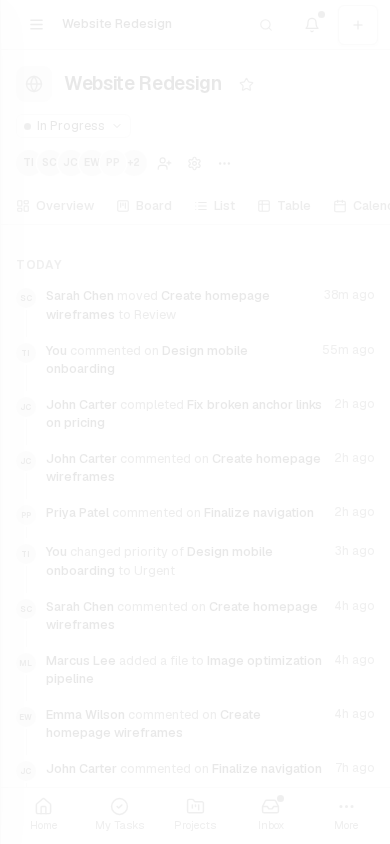 Website Redesign
Website Redesign
In Progress
TI SC JC EW PP +2
Overview Board List Table
TODAY
SC Sarah Chen moved Create homepage 38m ago
wireframes to Review
TI You commented on Design mobile 55m ago
onboarding
JC John Carter completed Fix broken anchor links 2h ago
on pricing
JC John Carter commented on Create homepage 2h ago
wireframes
PP Priya Patel commented on Finalize navigation 2h ago
TI You changed priority of Design mobile 3h ago
onboarding to Urgent
SC Sarah Chen commented on Create homepage 4h ago
wireframes
ML Marcus Lee added a file to Image optimization 4h ago
pipeline
EW Emma Wilson commented on Create 4h ago
homepage wireframes
JC John Carter commented on Finalize navigation 7h ago
Home My Tasks Projects Inbox More